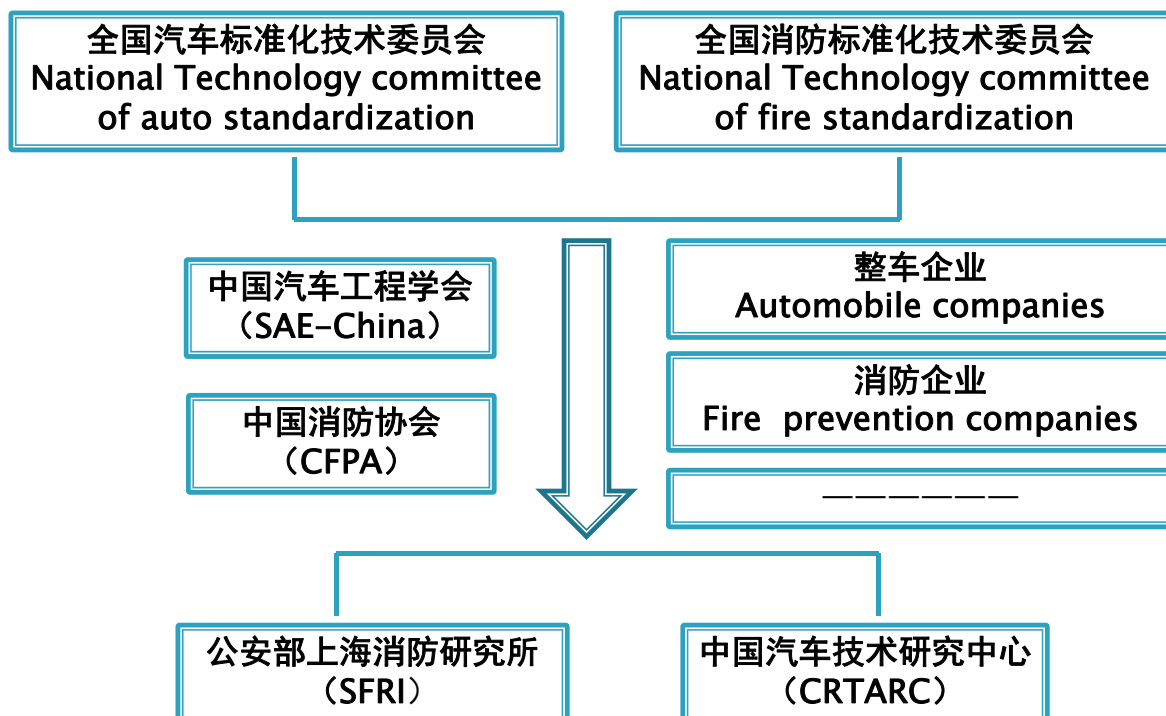 全国汽车标准化技术委员会
National Technology committee
of auto standardization
全国消防标准化技术委员会
National Technology committee
of fire standardization
中国汽车工程学会
（SAE-China）
中国消防协会
（CFPA）
整车企业
Automobile companies
消防企业
Fire prevention companies
——————
公安部上海消防研究所
（SFRI）
中国汽车技术研究中心
（CRTARC）